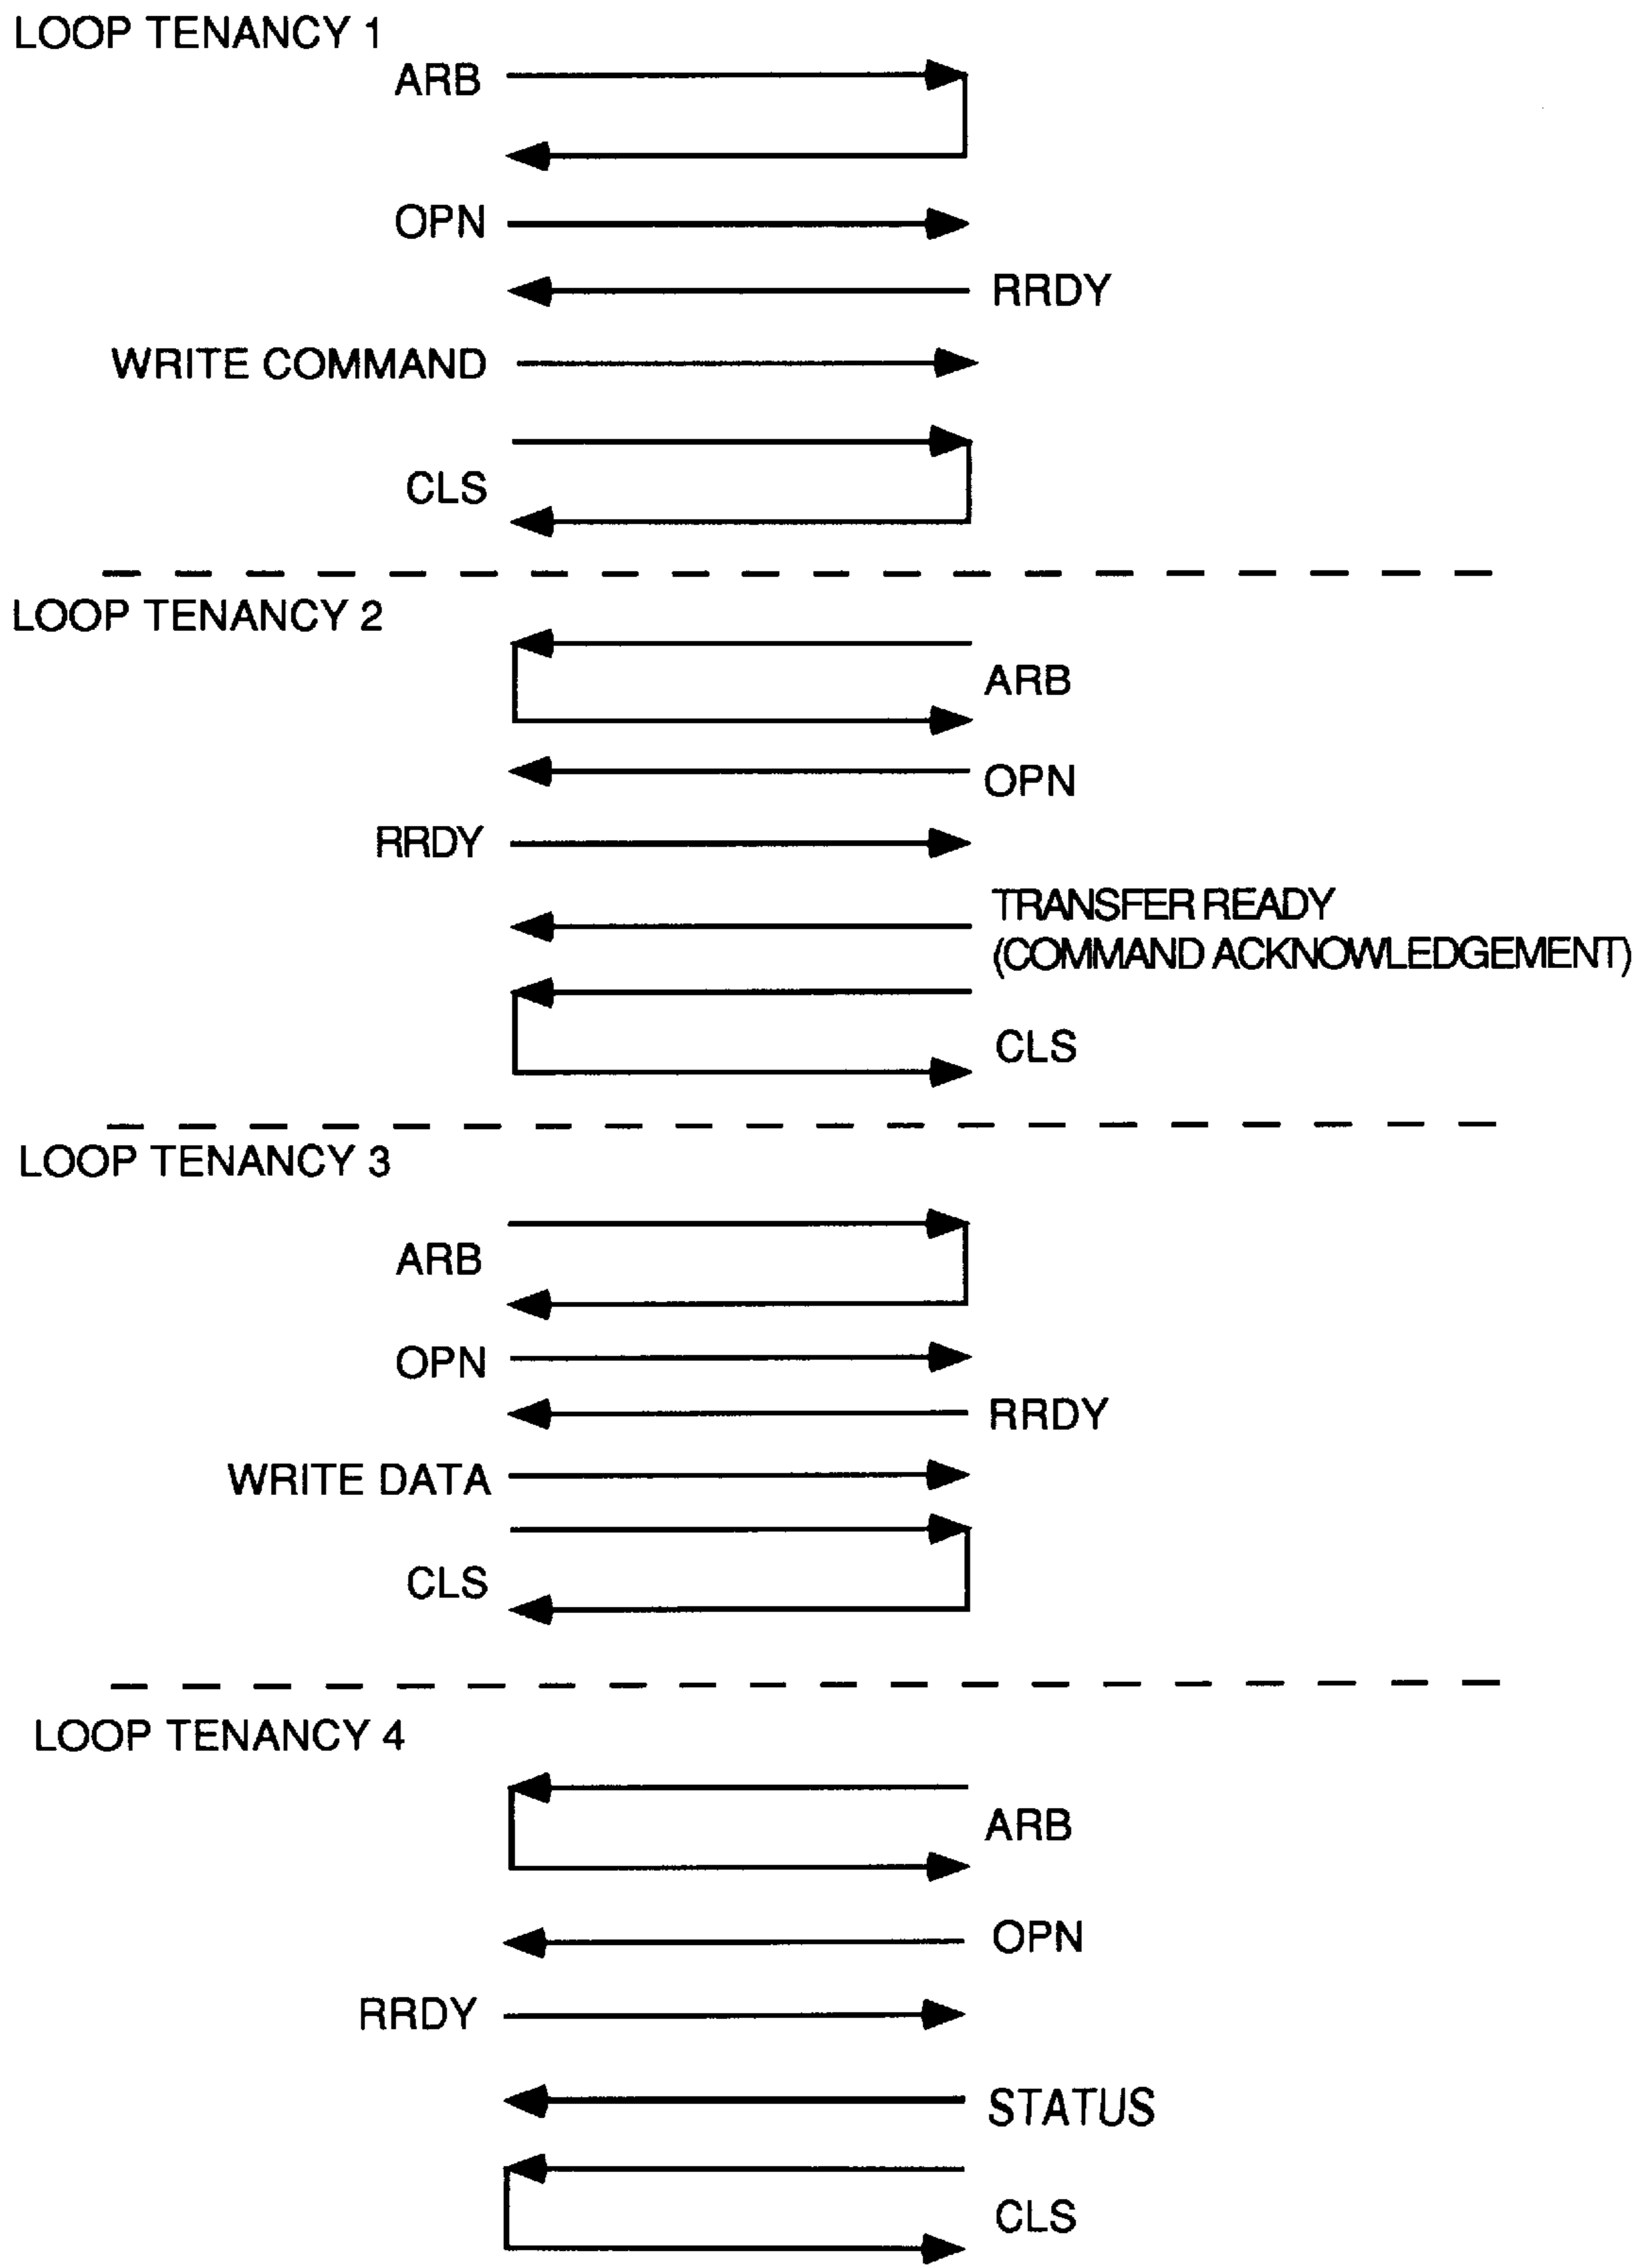 LOOP TENANCY 1
ARB
OPN
RRDY
WRITE COMMAND
CLS
LOOP TENANCY 2
ARB
OPN
RRDY
TRANSFER READY
(COMMAND ACKNOWLEDGEMENT)
CLS
LOOP TENANCY 3
ARB
OPN
RRDY
WRITE DATA
CLS
LOOP TENANCY 4
ARB
OPN
RRDY
STATUS
CLS